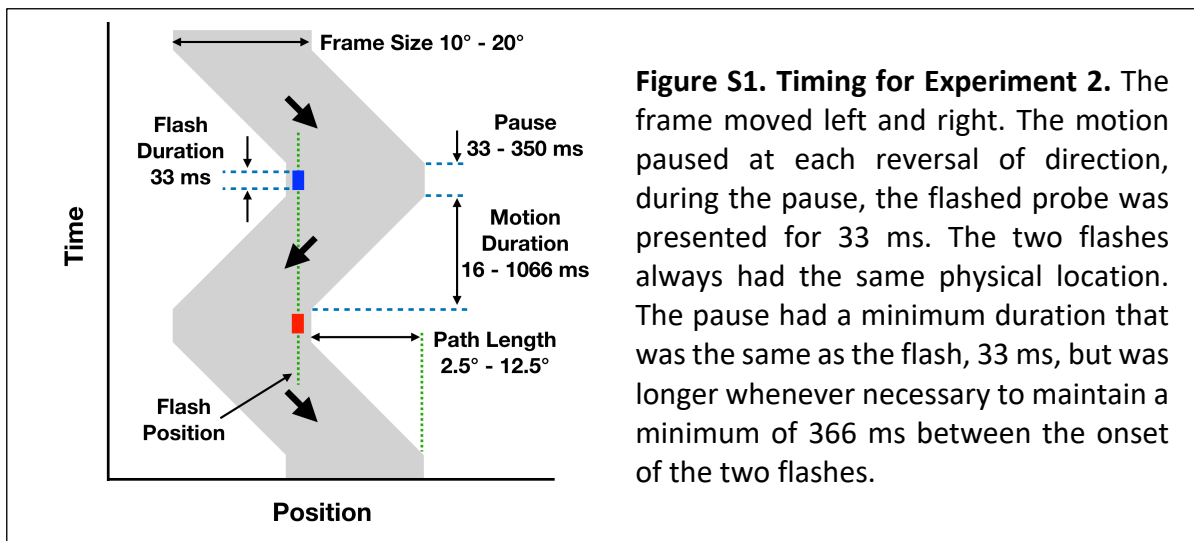 Frame Size 10° - 20°
Flash
Duration
33 ms
Pause
33 - 350 ms
Motion
Duration
16 - 1066 ms
Path Length
2.5° - 12.5°
Flash
Position
Time
Position
Figure S1. Timing for Experiment 2. The
frame moved left and right. The motion
paused at each reversal of direction,
during the pause, the flashed probe was
presented for 33 ms. The two flashes
always had the same physical location.
The pause had a minimum duration that
was the same as the flash, 33 ms, but was
longer whenever necessary to maintain a
minimum of 366 ms between the onset
of the two flashes.